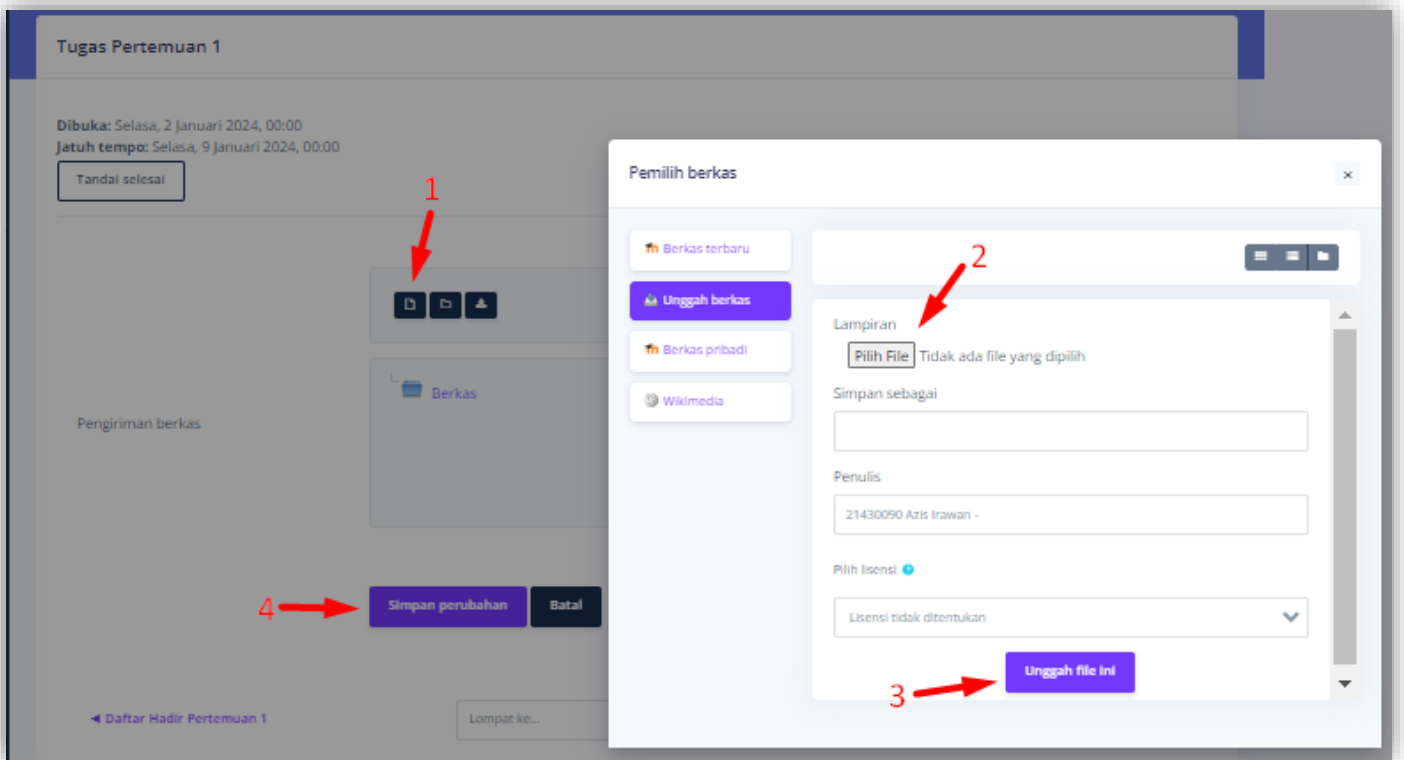 Tugas Pertemuan 1
Dibuka: Selasa, 2 Januari 2024, 00:00
Jatuh tempo: Selasa, 9 Januari 2024, 00:00
Tandai selesai
1
Berkas
Pengiriman berkas
4
Simpan perubahan
Batal
◄ Daftar Hadir Pertemuan 1
Lompat ke...
Pemilih berkas
×
Berkas terbaru
Unggah berkas
Berkas pribadi
Wikimedia
2
Lampiran
Pilih File Tidak ada file yang dipilih
Simpan sebagai
Penulis
21430090 Azis Irawan -
Pilih lisensi
Lisensi tidak ditentukan
3
Unggah file ini